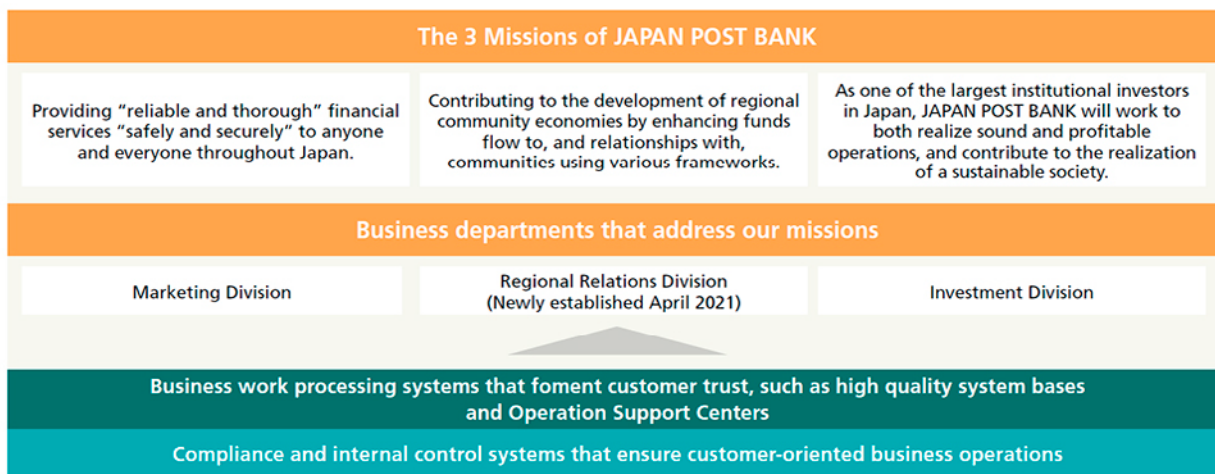 The 3 Missions of JAPAN POST BANK
Providing “reliable and thorough” financial
services “safely and securely” to anyone
and everyone throughout Japan.
Contributing to the development of regional
community economies by enhancing funds
flow to, and relationships with,
communities using various frameworks.
As one of the largest institutional investors
in Japan, JAPAN POST BANK will work to
both realize sound and profitable
operations, and contribute to the realization
of a sustainable society.
Business departments that address our missions
Marketing Division
Regional Relations Division
(Newly established April 2021)
Investment Division
Business work processing systems that foment customer trust, such as high quality system bases
and Operation Support Centers
Compliance and internal control systems that ensure customer-oriented business operations